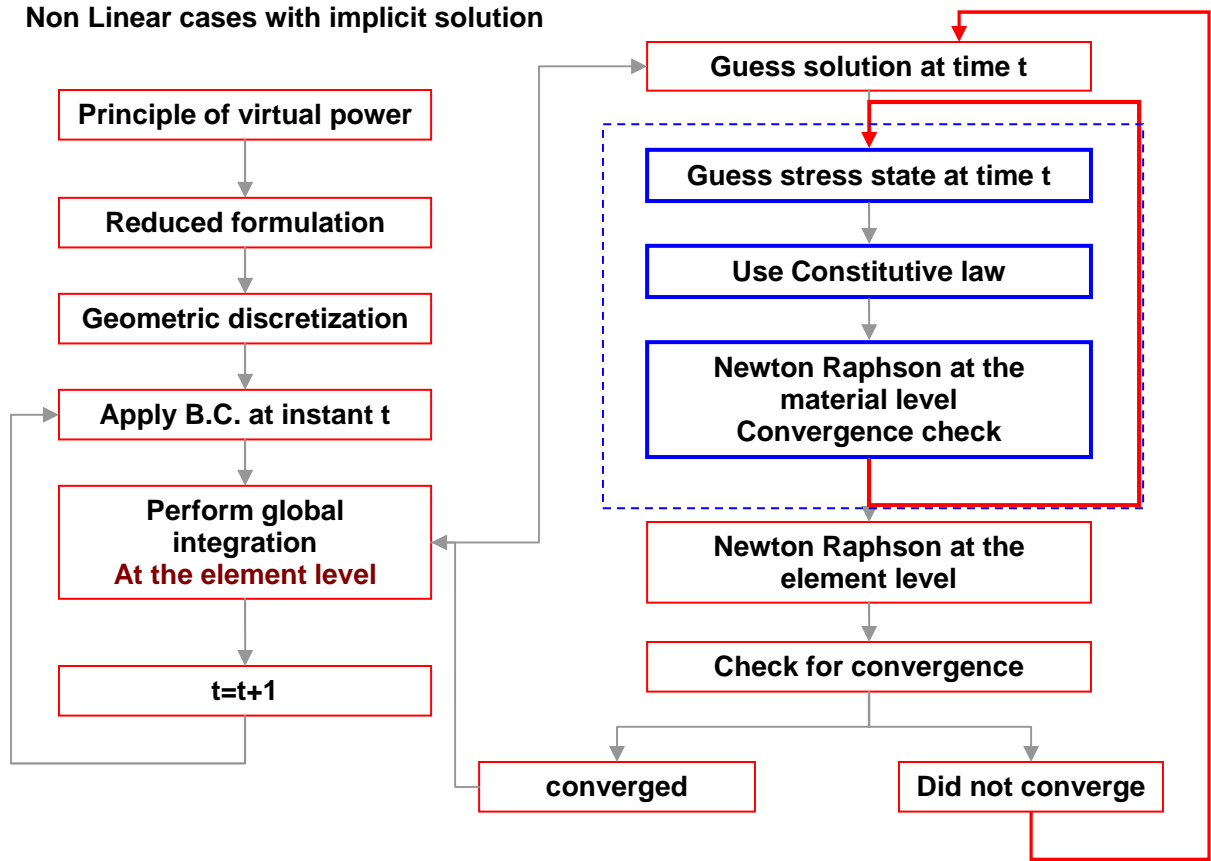 Non Linear cases with implicit solution
Principle of virtual power
Reduced formulation
Geometric discretization
Apply B.C. at instant t
Perform global
integration
At the element level
t=t+1
Guess solution at time t
Guess stress state at time t
Use Constitutive law
Newton Raphson at the
material level
Convergence check
Newton Raphson at the
element level
Check for convergence
converged
Did not converge